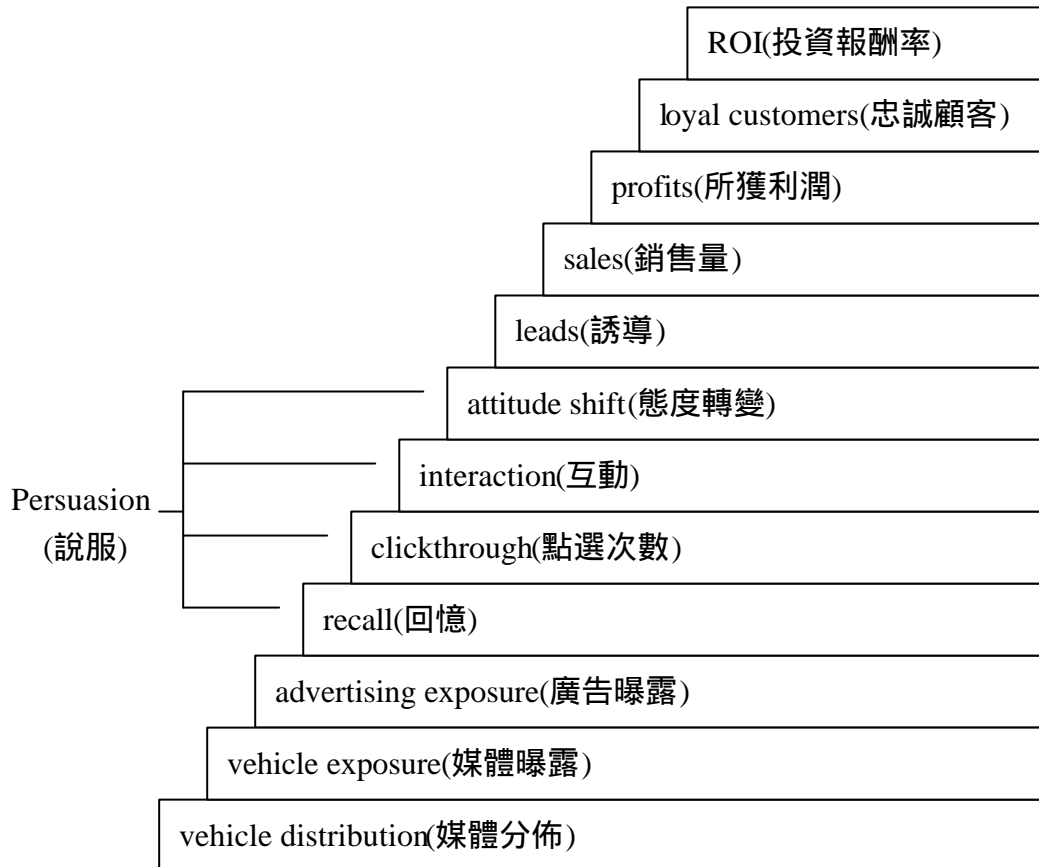 ROI(投資報酬率)
loyal customers(忠誠顧客)
profits(所獲利潤)
sales(銷售量)
leads(誘導)
attitude shift(態度轉變)
interaction(互動)
Persuasion
(說服)
clickthrough(點選次數)
recall(回憶)
advertising exposure(廣告曝露)
vehicle exposure(媒體曝露)
vehicle distribution(媒體分佈)